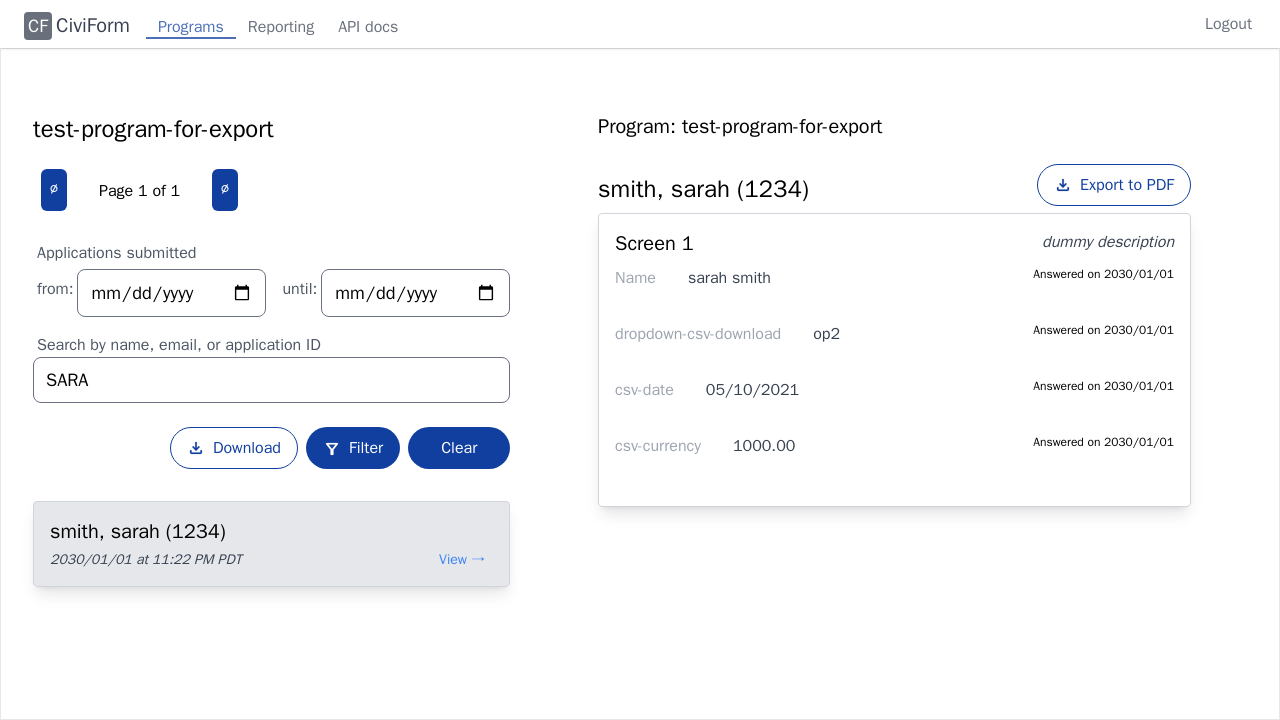 CF CiviForm Programs Reporting API docs Logout
test-program-for-export
∅ Page 1 of 1 ∅
Applications submitted
from: mm/dd/yyyy until: mm/dd/yyyy
Search by name, email, or application ID
SARA
Download Filter Clear
smith, sarah (1234)
2030/01/01 at 11:22 PM PDT View →
Program: test-program-for-export
smith, sarah (1234) Export to PDF
Screen 1 dummy description
Name sarah smith Answered on 2030/01/01
dropdown-csv-download op2 Answered on 2030/01/01
csv-date 05/10/2021 Answered on 2030/01/01
csv-currency 1000.00 Answered on 2030/01/01